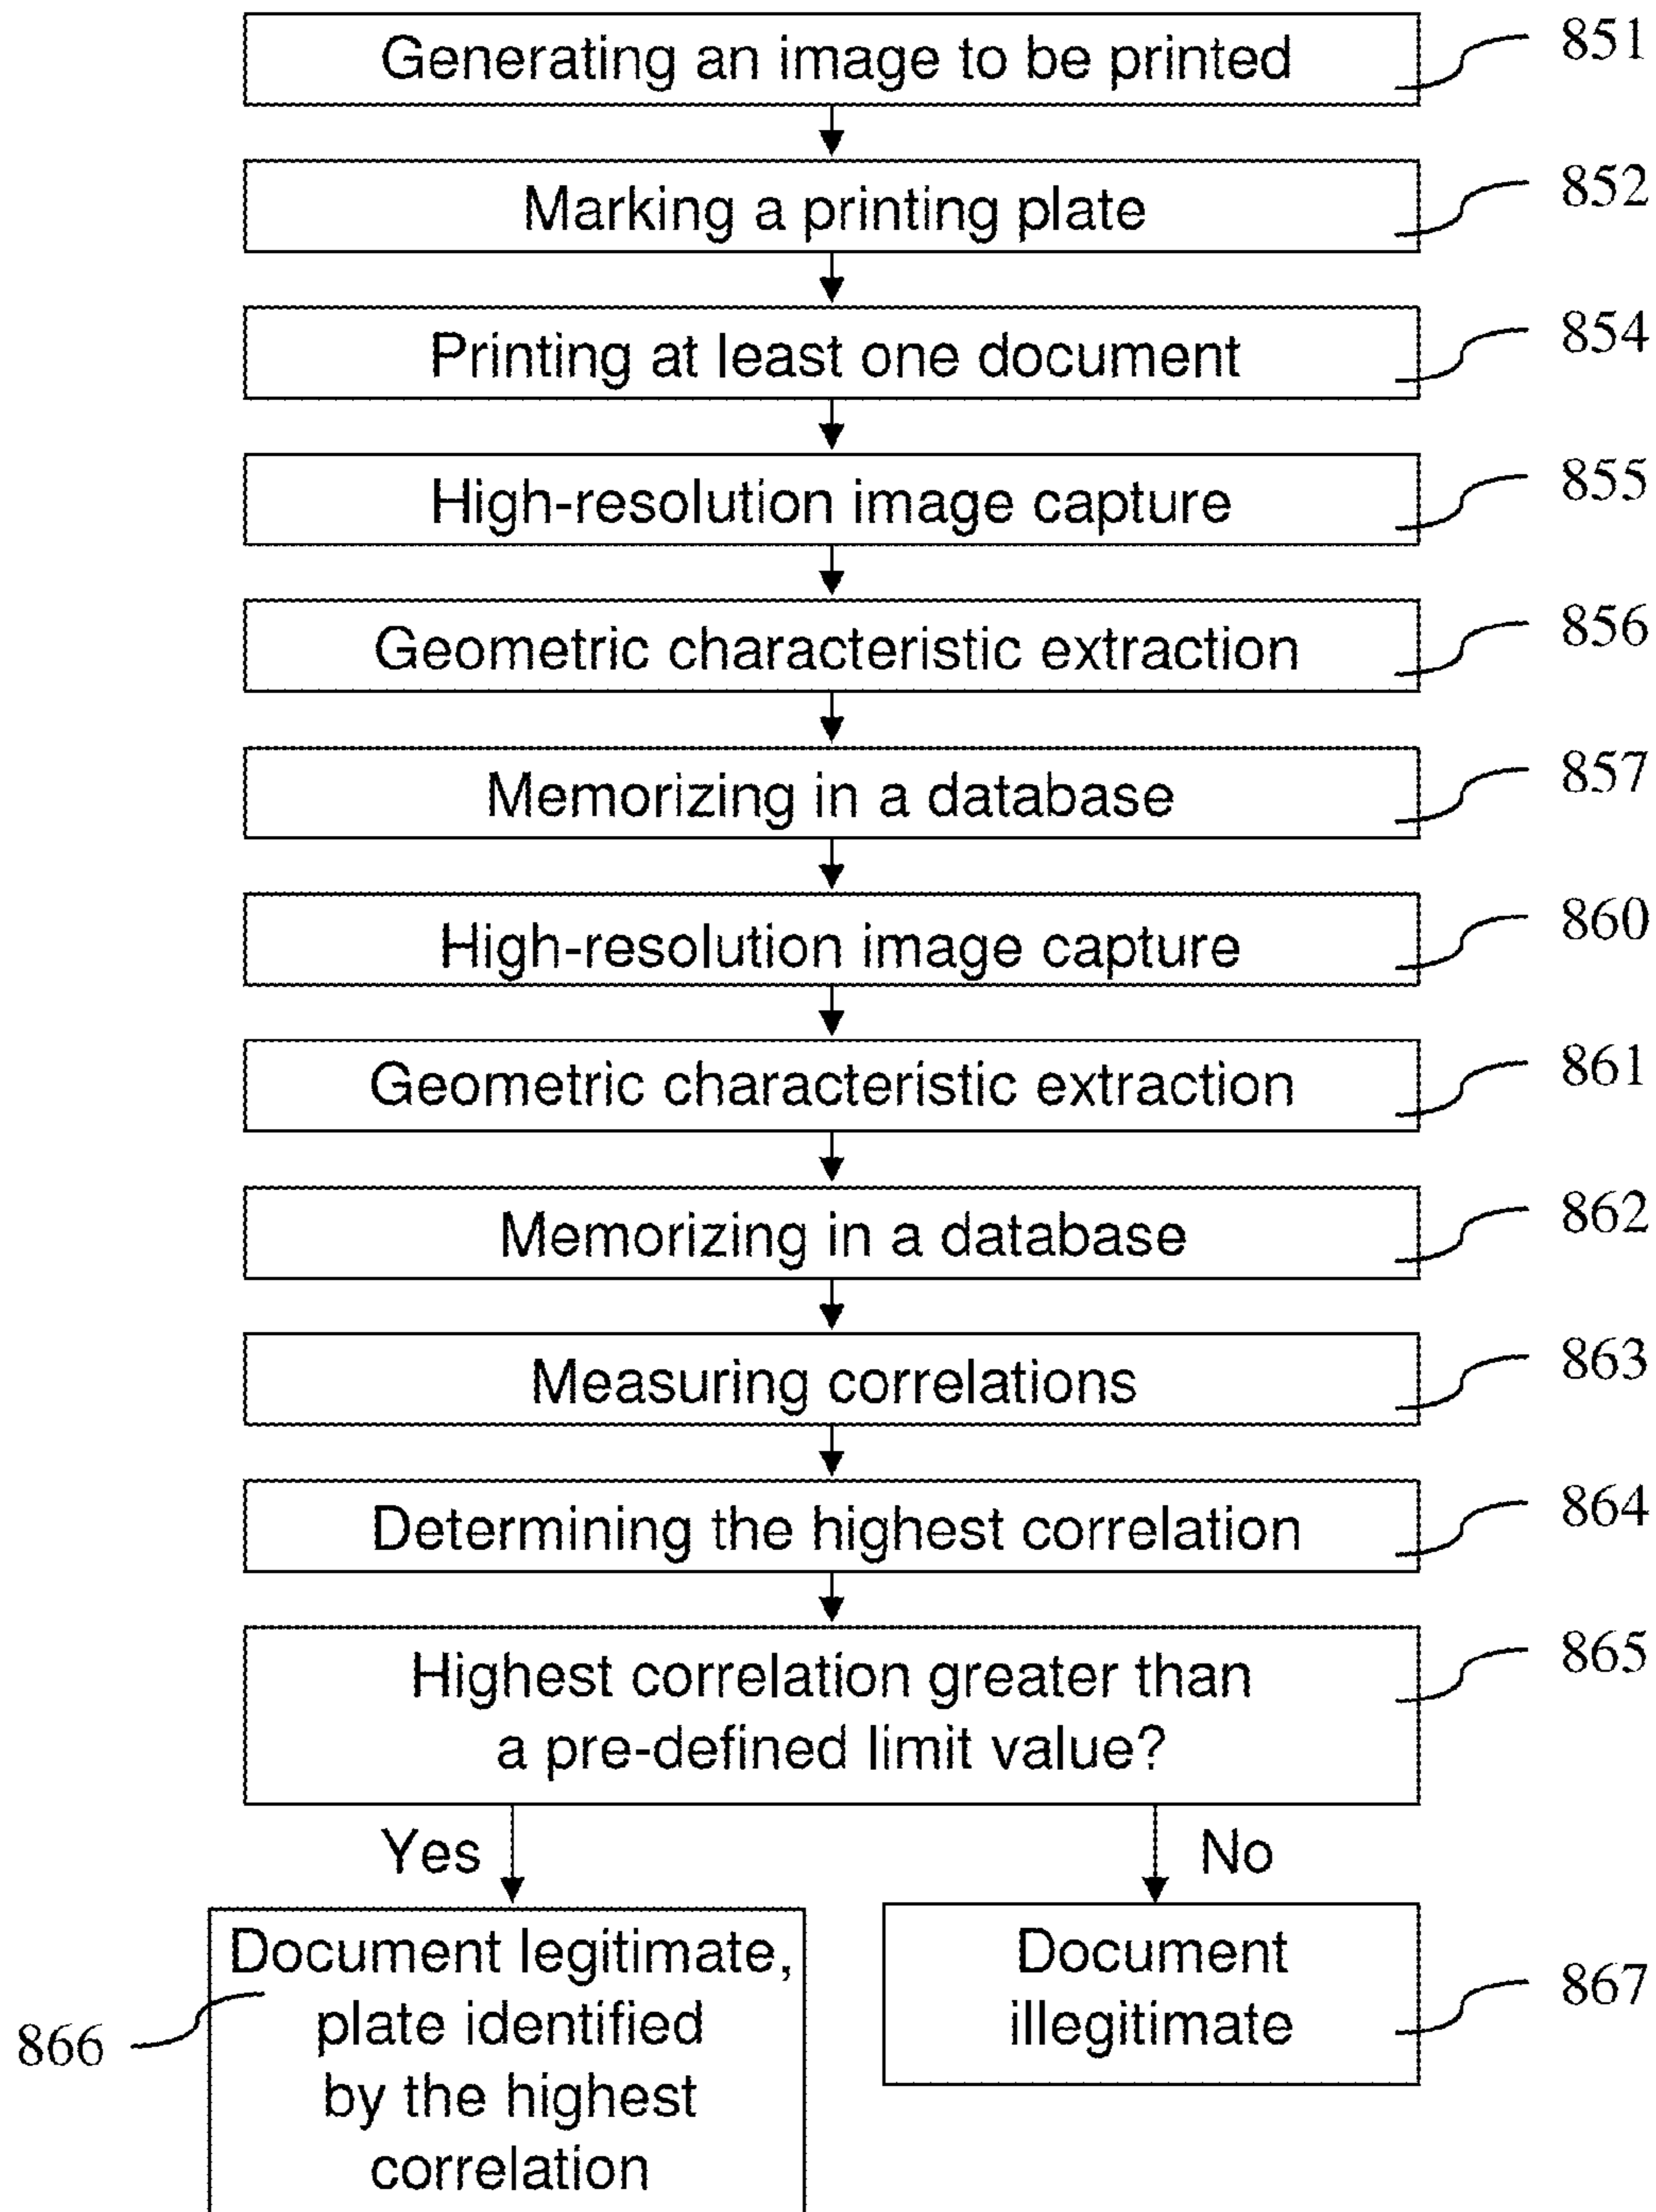 Generating an image to be printed 851
Marking a printing plate 852
Printing at least one document 854
High-resolution image capture 855
Geometric characteristic extraction 856
Memorizing in a database 857
High-resolution image capture 860
Geometric characteristic extraction 861
Memorizing in a database 862
Measuring correlations 863
Determining the highest correlation 864
Highest correlation greater than 865
a pre-defined limit value?
Yes
No
866
Document legitimate,
plate identified
by the highest
correlation
Document
illegitimate
867